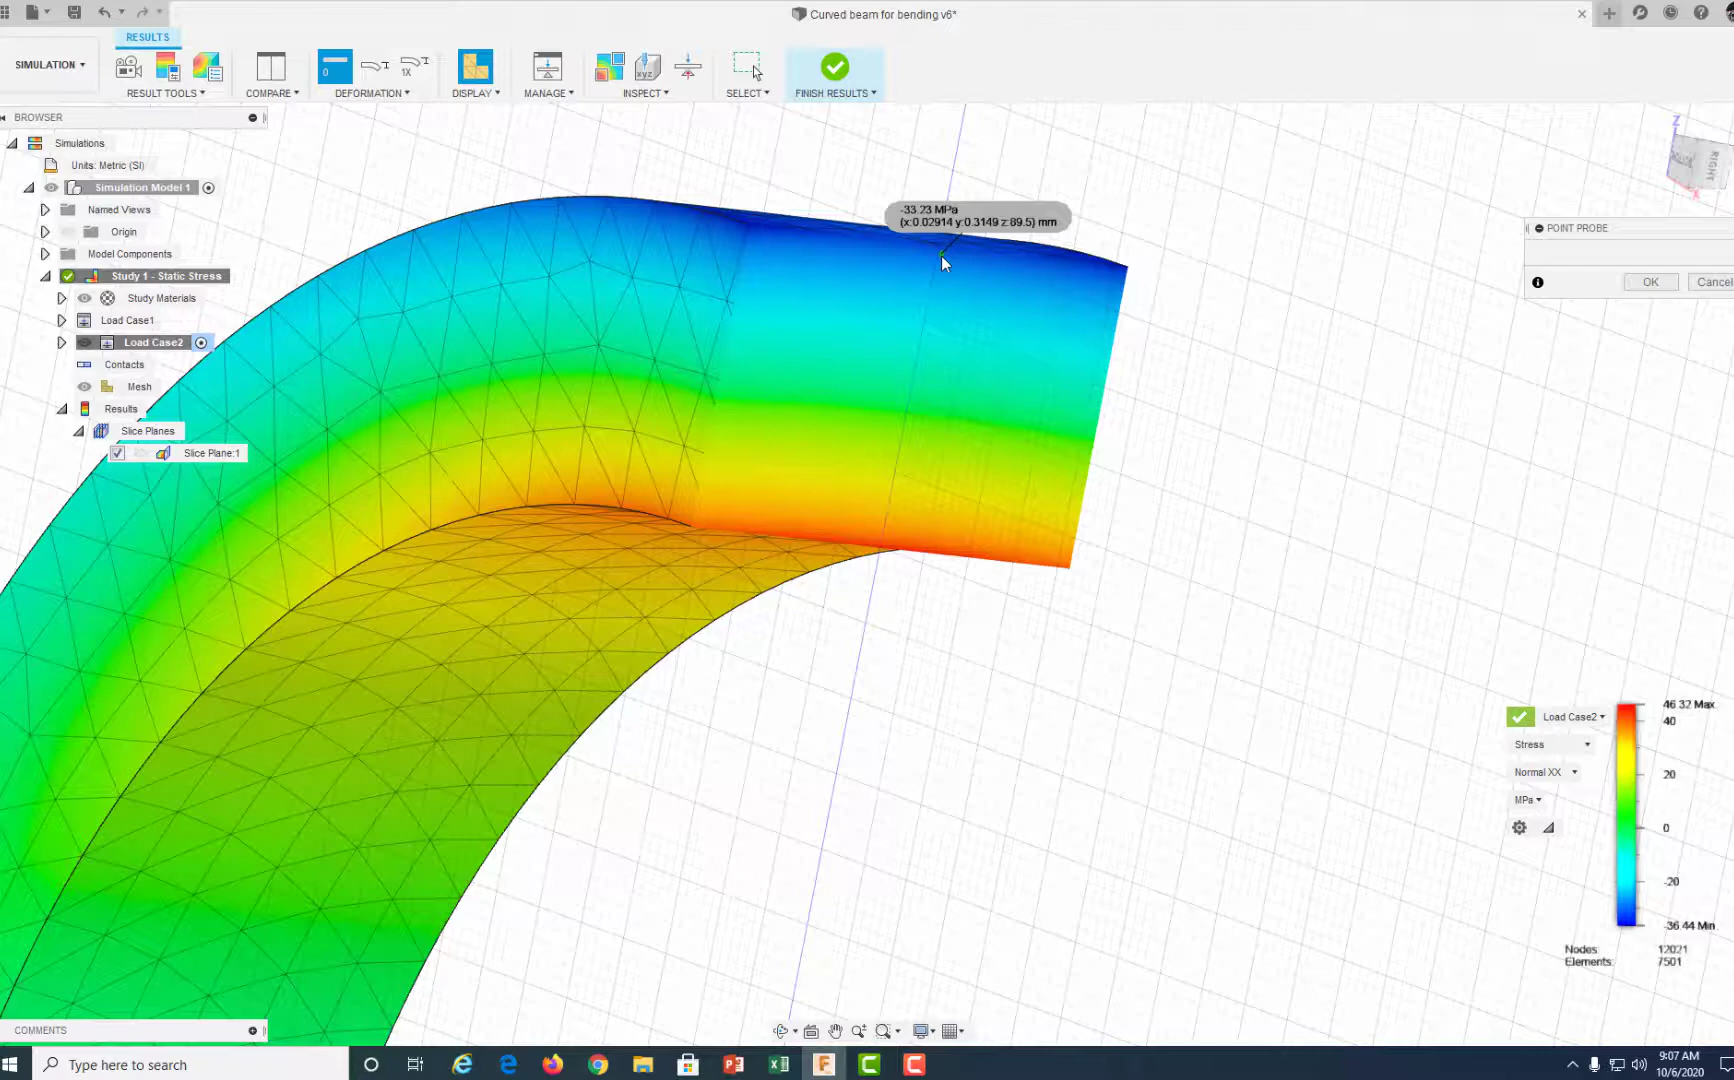 Curved beam for bending v6*
RESULTS
SIMULATION
RESULT TOOLS
COMPARE
0
1X
DEFORMATION
DISPLAY
MANAGE
xyz
INSPECT
SELECT
FINISH RESULTS
BROWSER
Simulations
Units: Metric (SI)
Simulation Model 1
Named Views
Origin
Model Components
Study 1 - Static Stress
Study Materials
Load Case1
Load Case2
Contacts
Mesh
Results
Slice Planes
Slice Plane:1
-33.23 MPa
(x:0.02914 y:0.3149 z:89.5) mm
Z
RIGHT
X
POINT PROBE
OK
Cancel
Load Case2
Stress
Normal XX
MPa
46.32 Max
40
20
0
-20
-36.44 Min
Nodes: 12021
Elements: 7501
COMMENTS
Type here to search
9:07 AM
10/6/2020